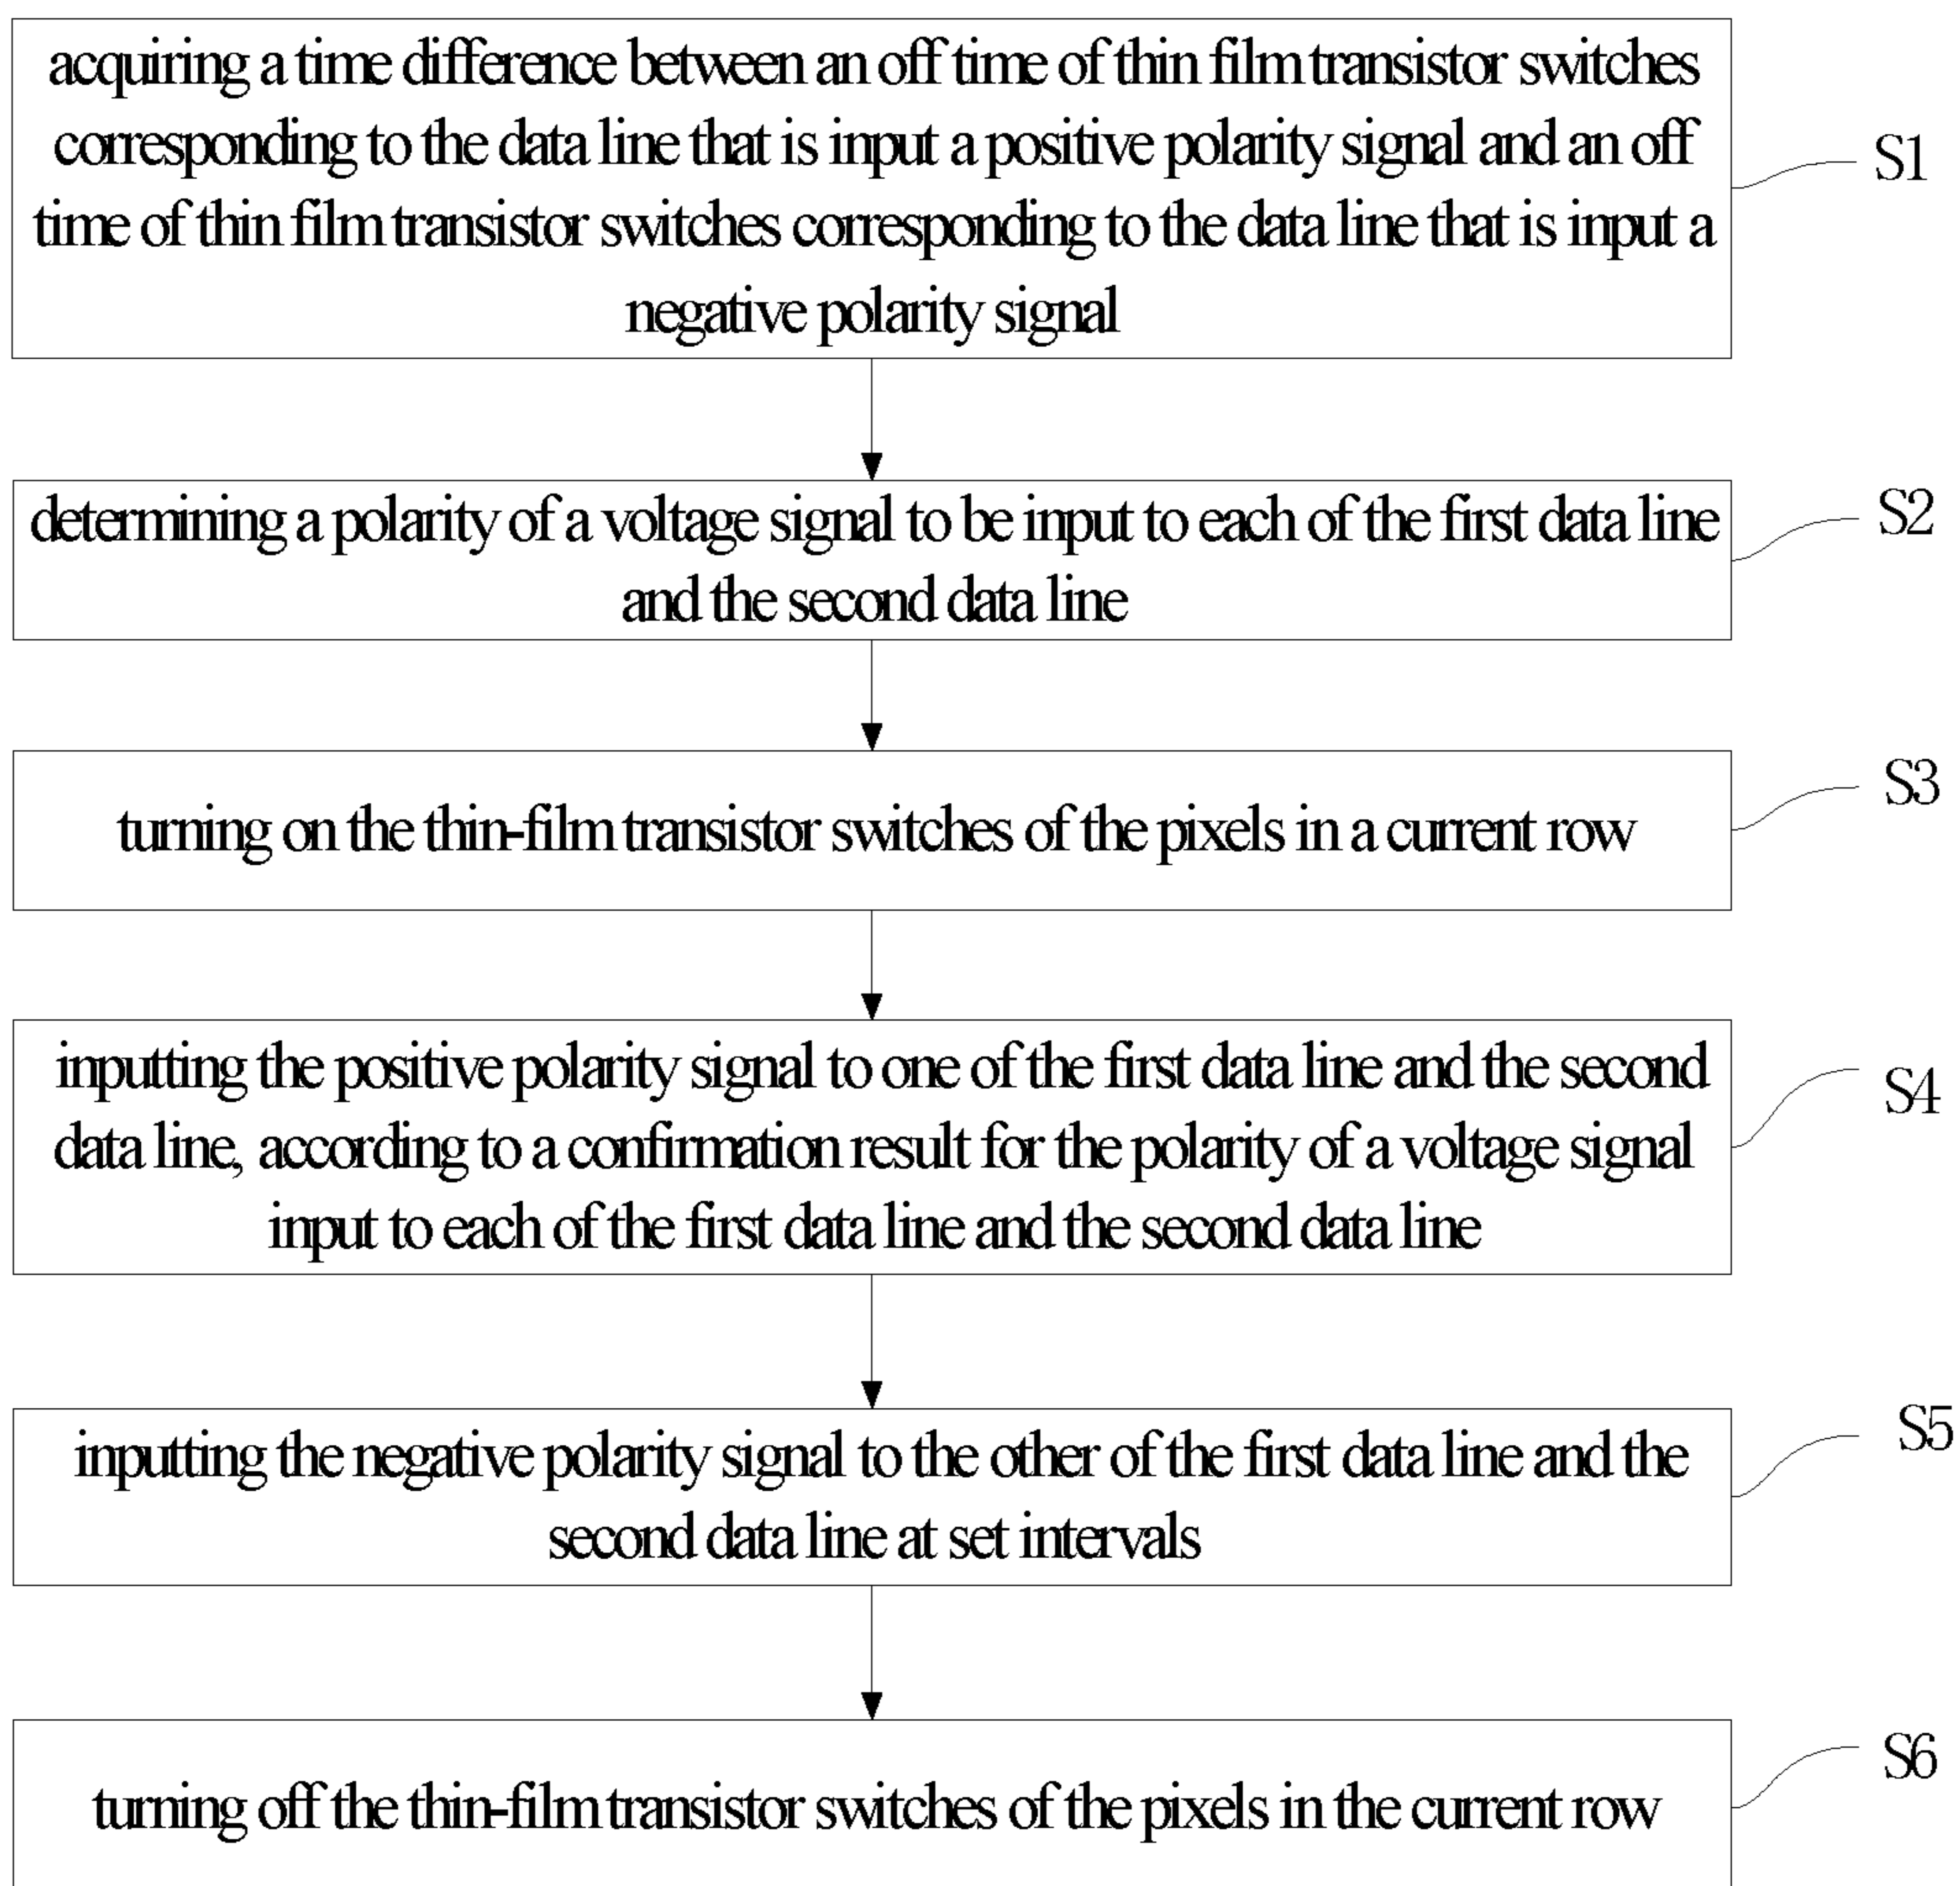 acquiring a time difference between an off time of thin film transistor switches
corresponding to the data line that is input a positive polarity signal and an off
time of thin film transistor switches corresponding to the data line that is input a
negative polarity signal
S1
determining a polarity of a voltage signal to be input to each of the first data line
and the second data line
S2
turning on the thin-film transistor switches of the pixels in a current row
S3
inputting the positive polarity signal to one of the first data line and the second
data line, according to a confirmation result for the polarity of a voltage signal
input to each of the first data line and the second data line
S4
inputting the negative polarity signal to the other of the first data line and the
second data line at set intervals
S5
turning off the thin-film transistor switches of the pixels in the current row
S6